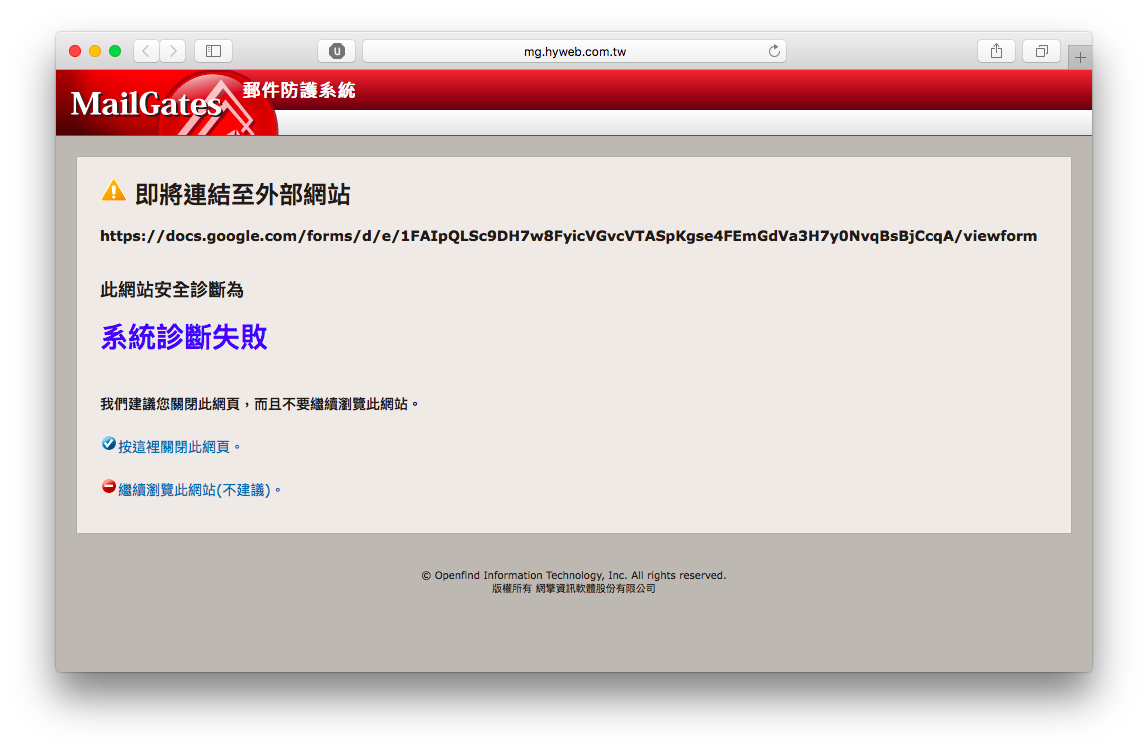 mg.hyweb.com.tw
MailGates 郵件防護系統
即將連結至外部網站
https://docs.google.com/forms/d/e/1FAIpQLSc9DH7w8FyicVGvcVTASpKgse4FEmGdVa3H7y0NvqBsBjCcqA/viewform
此網站安全診斷為
系統診斷失敗
我們建議您關閉此網頁，而且不要繼續瀏覽此網站。
按這裡關閉此網頁。
繼續瀏覽此網站(不建議)。
© Openfind Information Technology, Inc. All rights reserved.
版權所有 網擎資訊軟體股份有限公司